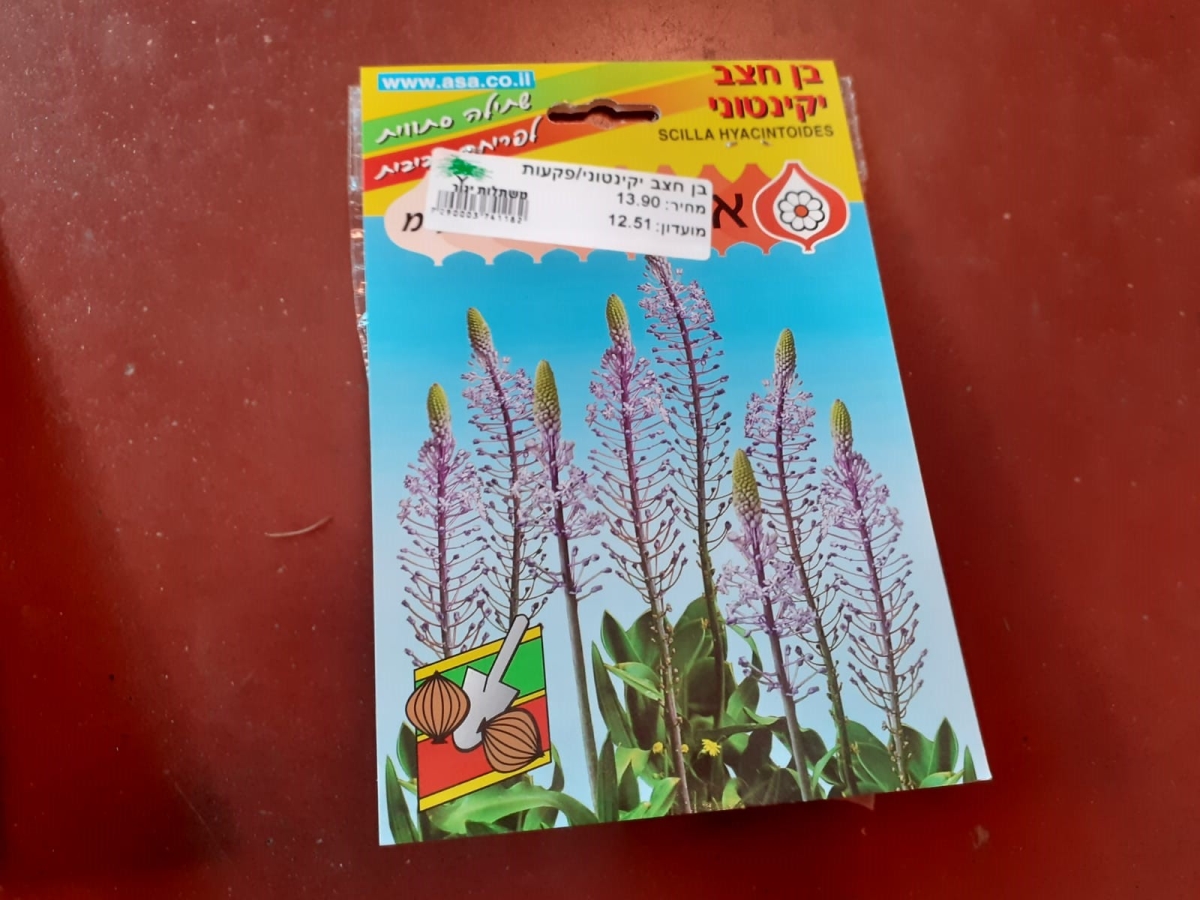 www.asa.co.il
שתילה סתווית
בן חצב
יקינטוני
SCILLA HYACINTOIDES
בן חצב יקינטוני/פקעות
מחיר: 13.90
מועדון: 12.51